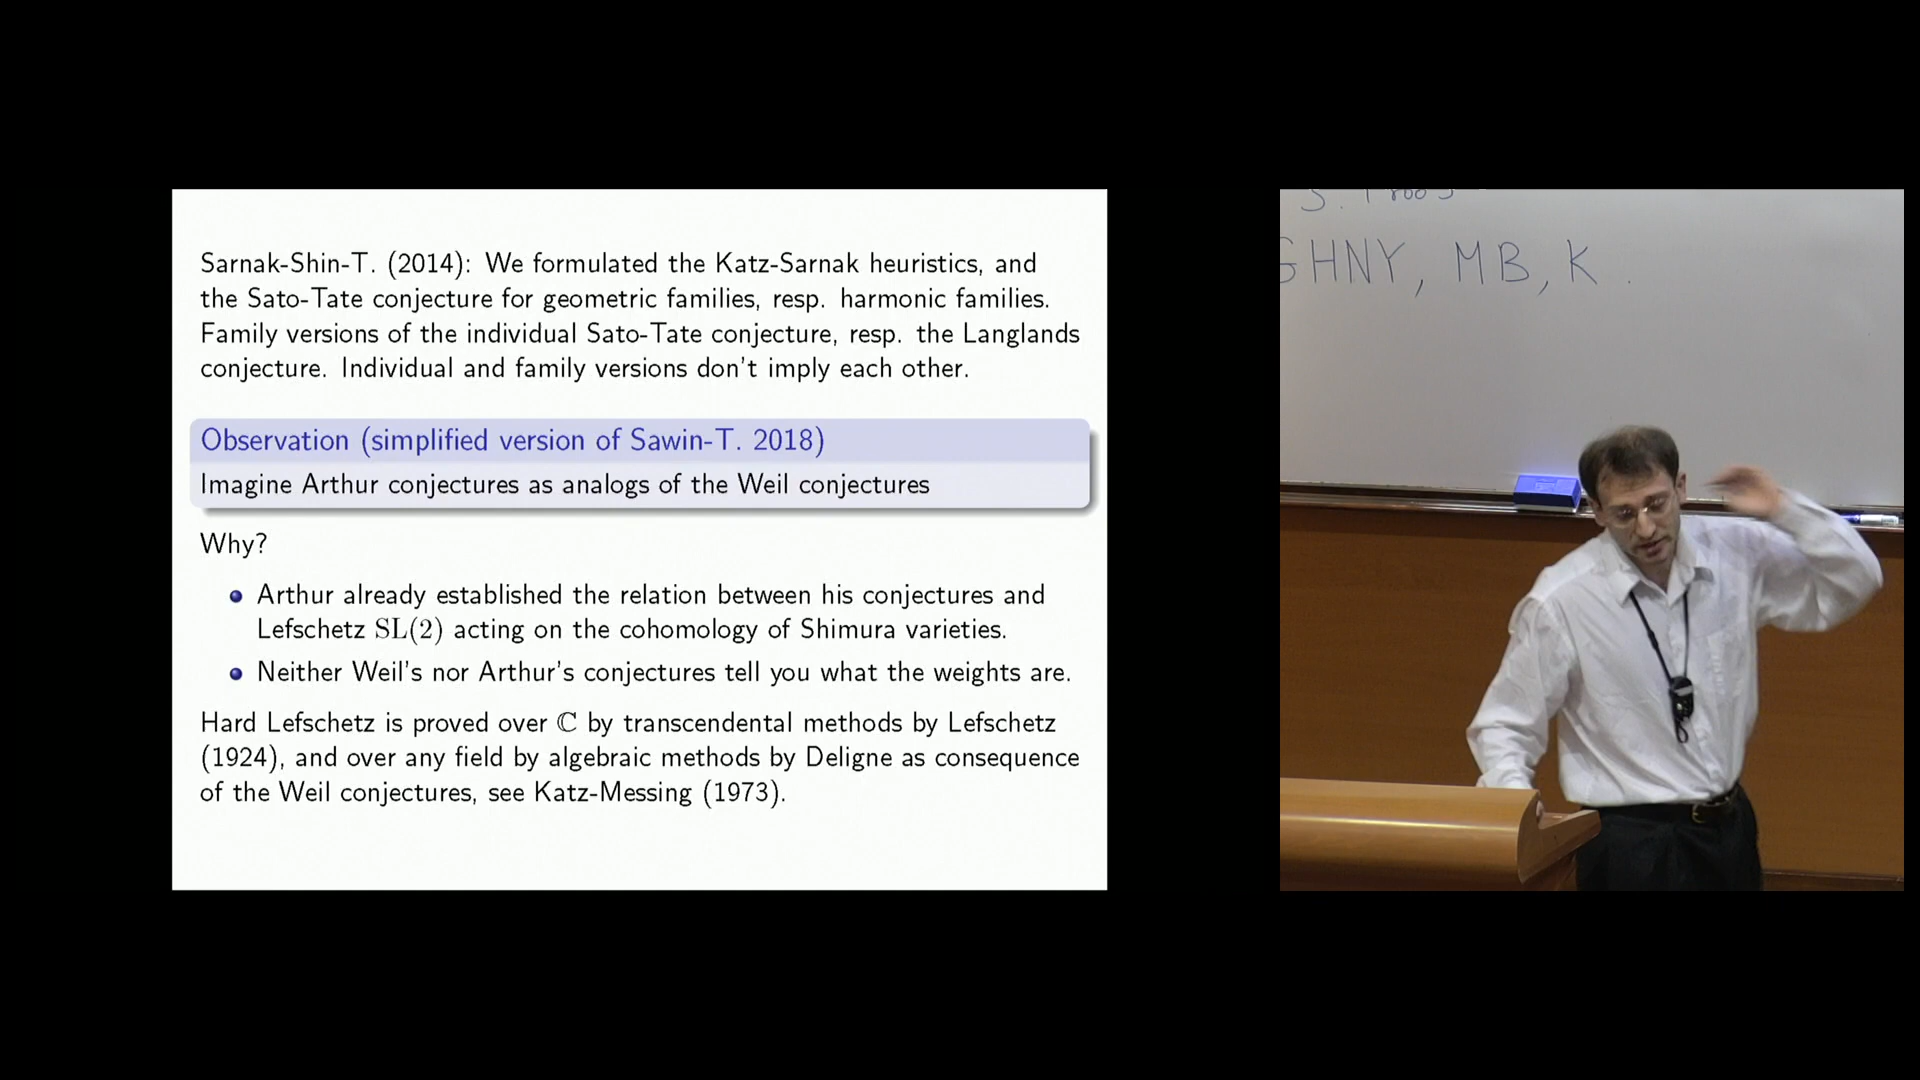 Sarnak-Shin-T. (2014): We formulated the Katz-Sarnak heuristics, and
the Sato-Tate conjecture for geometric families, resp. harmonic families.
Family versions of the individual Sato-Tate conjecture, resp. the Langlands
conjecture. Individual and family versions don't imply each other.
Observation (simplified version of Sawin-T. 2018)
Imagine Arthur conjectures as analogs of the Weil conjectures
Why?
Arthur already established the relation between his conjectures and
Lefschetz SL(2) acting on the cohomology of Shimura varieties.
Neither Weil's nor Arthur's conjectures tell you what the weights are.
Hard Lefschetz is proved over ℂ by transcendental methods by Lefschetz
(1924), and over any field by algebraic methods by Deligne as consequence
of the Weil conjectures, see Katz-Messing (1973).
GHNY, MB, K.